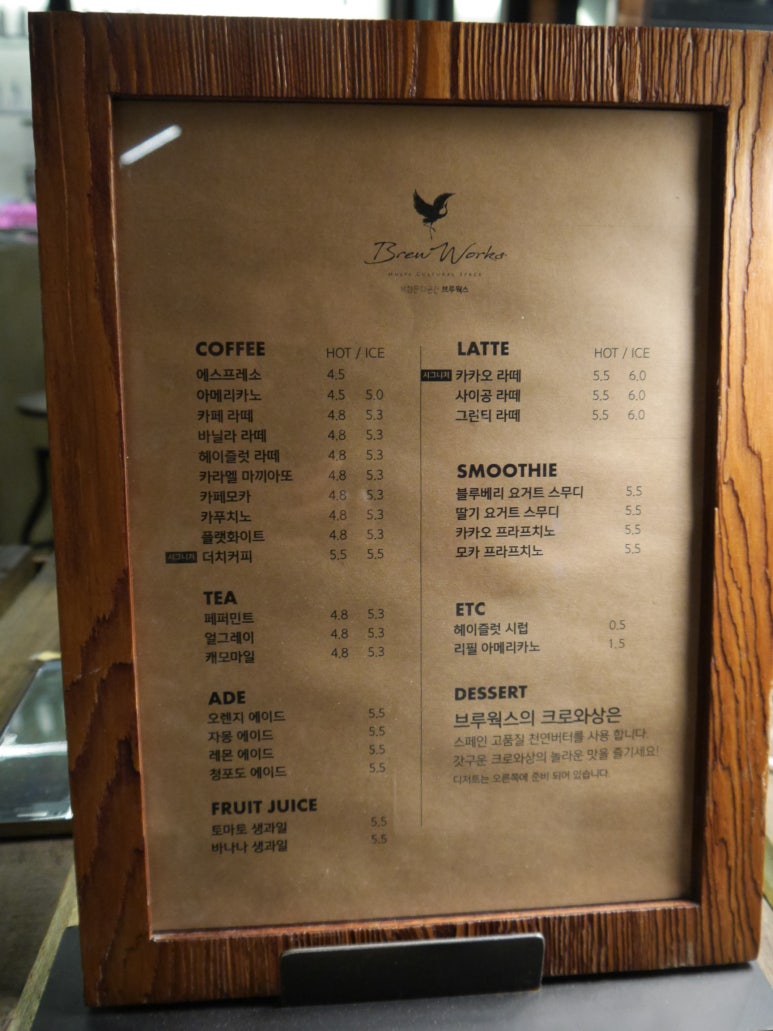 Brew Works
MULTI CULTURAL SPACE
복합문화공간 브루웍스
COFFEE HOT / ICE
에스프레소 4.5
아메리카노 4.5 5.0
카페 라떼 4.8 5.3
바닐라 라떼 4.8 5.3
헤이즐럿 라떼 4.8 5.3
카라멜 마끼아또 4.8 5.3
카페모카 4.8 5.3
카푸치노 4.8 5.3
플랫화이트 4.8 5.3
시그니처 더치커피 5.5 5.5
TEA
페퍼민트 4.8 5.3
얼그레이 4.8 5.3
캐모마일 4.8 5.3
ADE
오렌지 에이드 5.5
자몽 에이드 5.5
레몬 에이드 5.5
청포도 에이드 5.5
FRUIT JUICE
토마토 생과일 5.5
바나나 생과일 5.5
LATTE HOT / ICE
시그니처 카카오 라떼 5.5 6.0
사이공 라떼 5.5 6.0
그린티 라떼 5.5 6.0
SMOOTHIE
블루베리 요거트 스무디 5.5
딸기 요거트 스무디 5.5
카카오 프라프치노 5.5
모카 프라프치노 5.5
ETC
헤이즐럿 시럽 0.5
리필 아메리카노 1.5
DESSERT
브루웍스의 크로와상은
스페인 고품질 천연버터를 사용 합니다.
갓구운 크로와상의 놀라운 맛을 즐기세요!
디저트는 오른쪽에 준비 되어 있습니다.